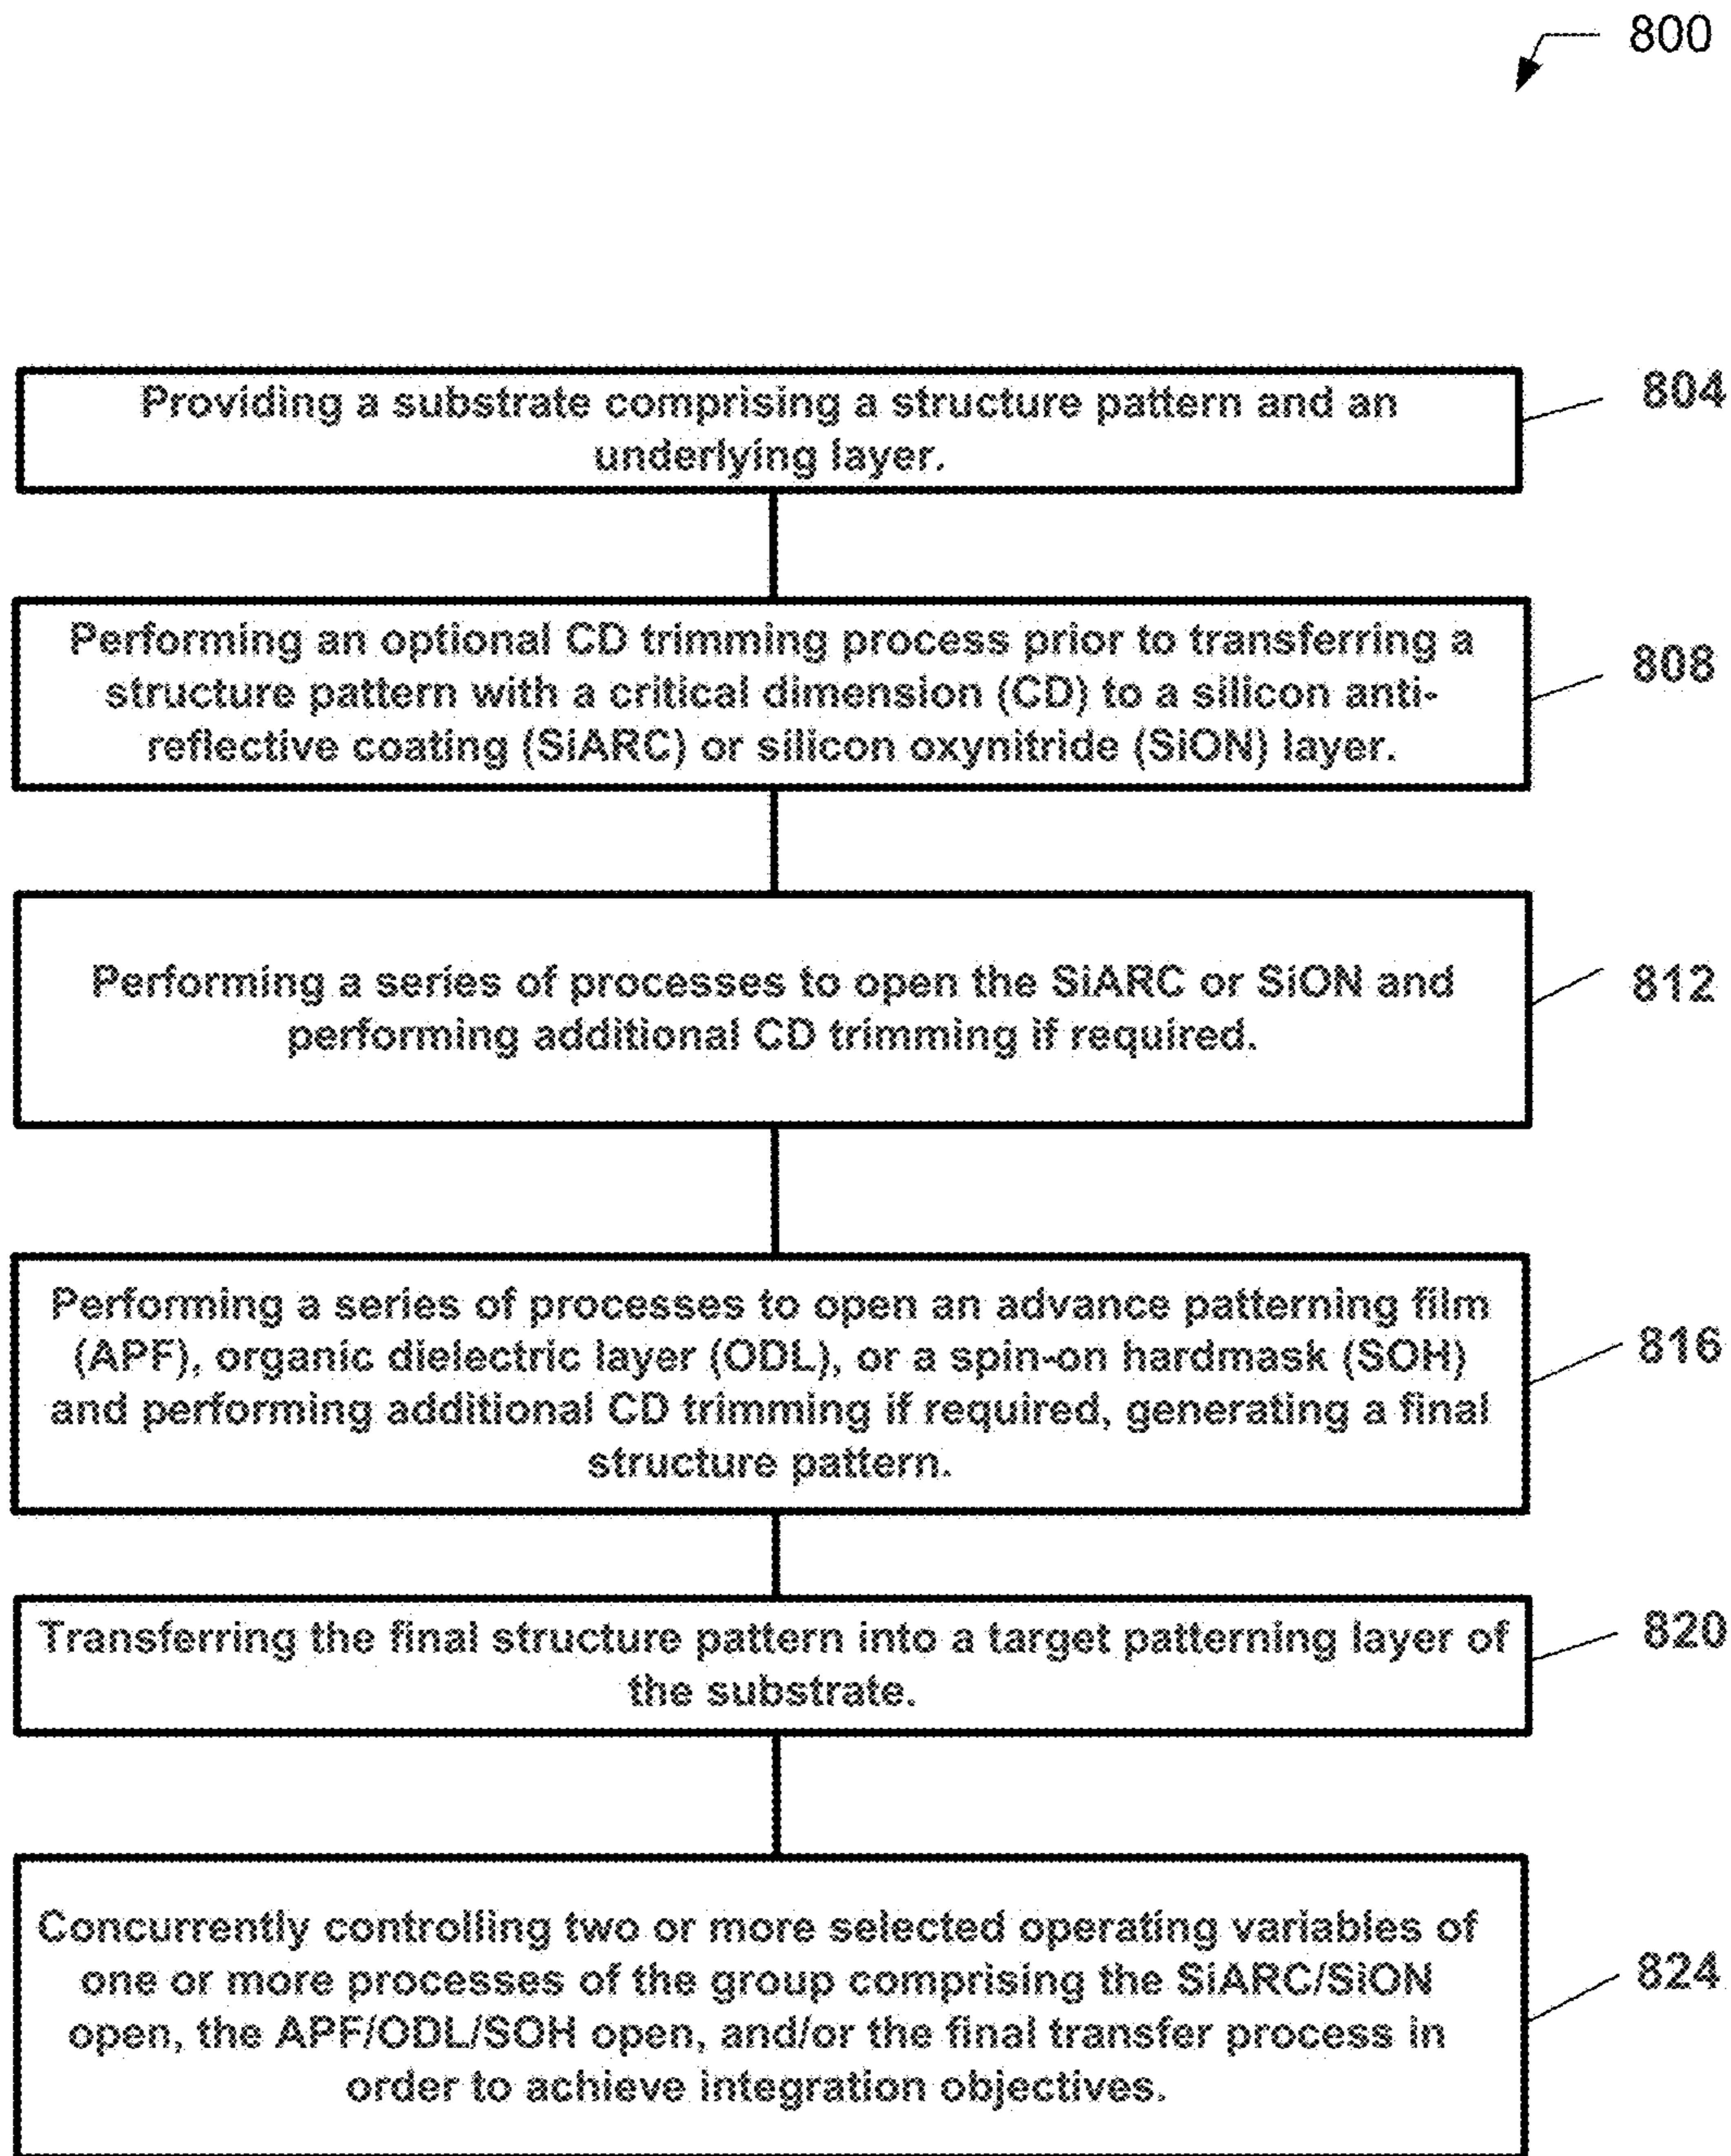 800
Providing a substrate comprising a structure pattern and an
underlying layer.
804
Performing an optional CD trimming process prior to transferring a
structure pattern with a critical dimension (CD) to a silicon anti-
reflective coating (SiARC) or silicon oxynitride (SiON) layer.
808
Performing a series of processes to open the SiARC or SiON and
performing additional CD trimming if required.
812
Performing a series of processes to open an advance patterning film
(APF), organic dielectric layer (ODL), or a spin-on hardmask (SOH)
and performing additional CD trimming if required, generating a final
structure pattern.
816
Transferring the final structure pattern into a target patterning layer of
the substrate.
820
Concurrently controlling two or more selected operating variables of
one or more processes of the group comprising the SiARC/SiON
open, the APF/ODL/SOH open, and/or the final transfer process in
order to achieve integration objectives.
824